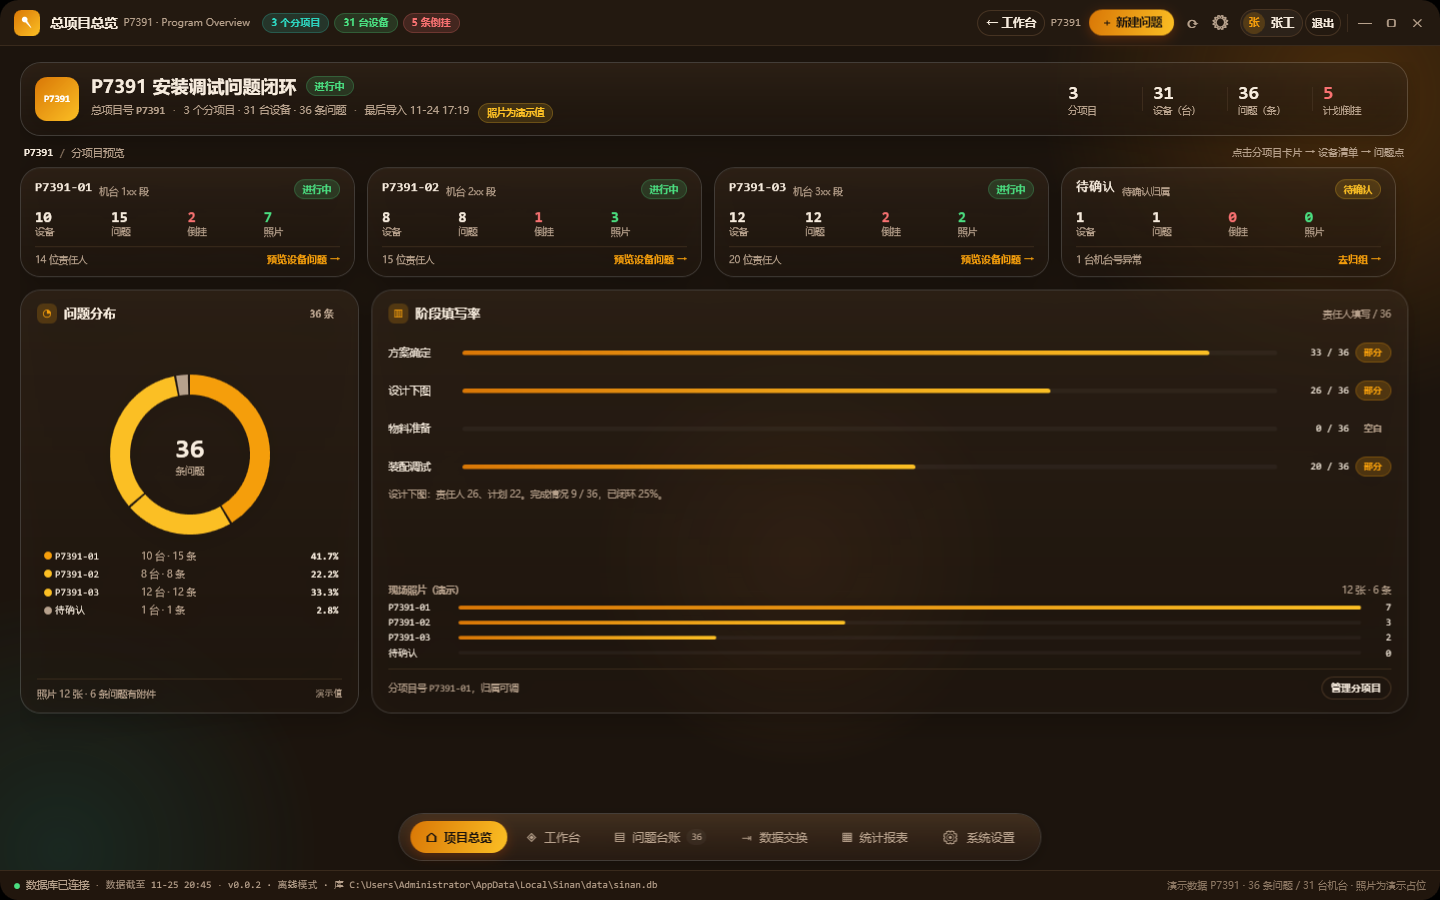 总项目总览 P7391 · Program Overview 3 个分项目 31 台设备 5 条倒挂 ← 工作台 P7391 + 新建问题 张 张工 退出
P7391 P7391 安装调试问题闭环 进行中
总项目号 P7391 · 3 个分项目 · 31 台设备 · 36 条问题 · 最后导入 11-24 17:19 照片为演示值
3 分项目
31 设备（台）
36 问题（条）
5 计划倒挂
P7391 / 分项目预览 点击分项目卡片 → 设备清单 → 问题点
P7391-01 机台 1xx 段 进行中
10 15 2 7
设备 问题 倒挂 照片
14 位责任人 预览设备问题 →
P7391-02 机台 2xx 段 进行中
8 8 1 3
设备 问题 倒挂 照片
15 位责任人 预览设备问题 →
P7391-03 机台 3xx 段 进行中
12 12 2 2
设备 问题 倒挂 照片
20 位责任人 预览设备问题 →
待确认 待确认归属 待确认
1 1 0 0
设备 问题 倒挂 照片
1 台机台号异常 去归组 →
问题分布 36 条
36
条问题
P7391-01 10 台 · 15 条 41.7%
P7391-02 8 台 · 8 条 22.2%
P7391-03 12 台 · 12 条 33.3%
待确认 1 台 · 1 条 2.8%
照片 12 张 · 6 条问题有附件 演示值
阶段填写率 责任人填写 / 36
方案确定 33 / 36 部分
设计下图 26 / 36 部分
物料准备 0 / 36 空白
装配调试 20 / 36 部分
设计下图：责任人 26、计划 22。完成情况 9 / 36，已闭环 25%。
现场照片（演示） 12 张 · 6 条
P7391-01 7
P7391-02 3
P7391-03 2
待确认 0
分项目号 P7391-01，归属可调 管理分项目
项目总览 工作台 问题台账 36 数据交换 统计报表 系统设置
数据库已连接 · 数据截至 11-25 20:45 · v0.0.2 · 离线模式 · 库 C:\Users\Administrator\AppData\Local\Sinan\data\sinan.db 演示数据 P7391 · 36 条问题 / 31 台机台 · 照片为演示占位